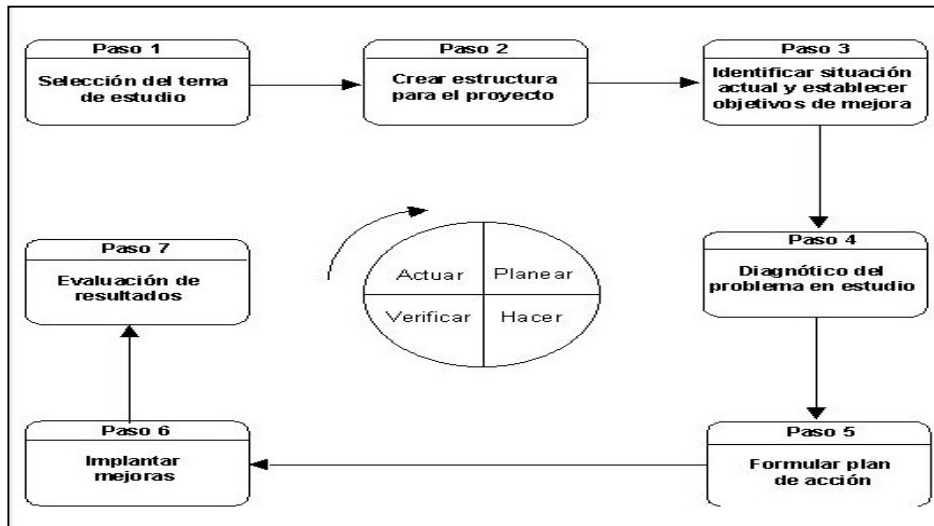 Paso 1
Selección del tema
de estudio
Paso 2
Crear estructura
para el proyecto
Paso 3
Identificar situación
actual y establecer
objetivos de mejora
Paso 4
Diagnótico del
problema en estudio
Paso 5
Formular plan
de acción
Paso 6
Implantar
mejoras
Paso 7
Evaluación de
resultados
Actuar
Planear
Verificar
Hacer